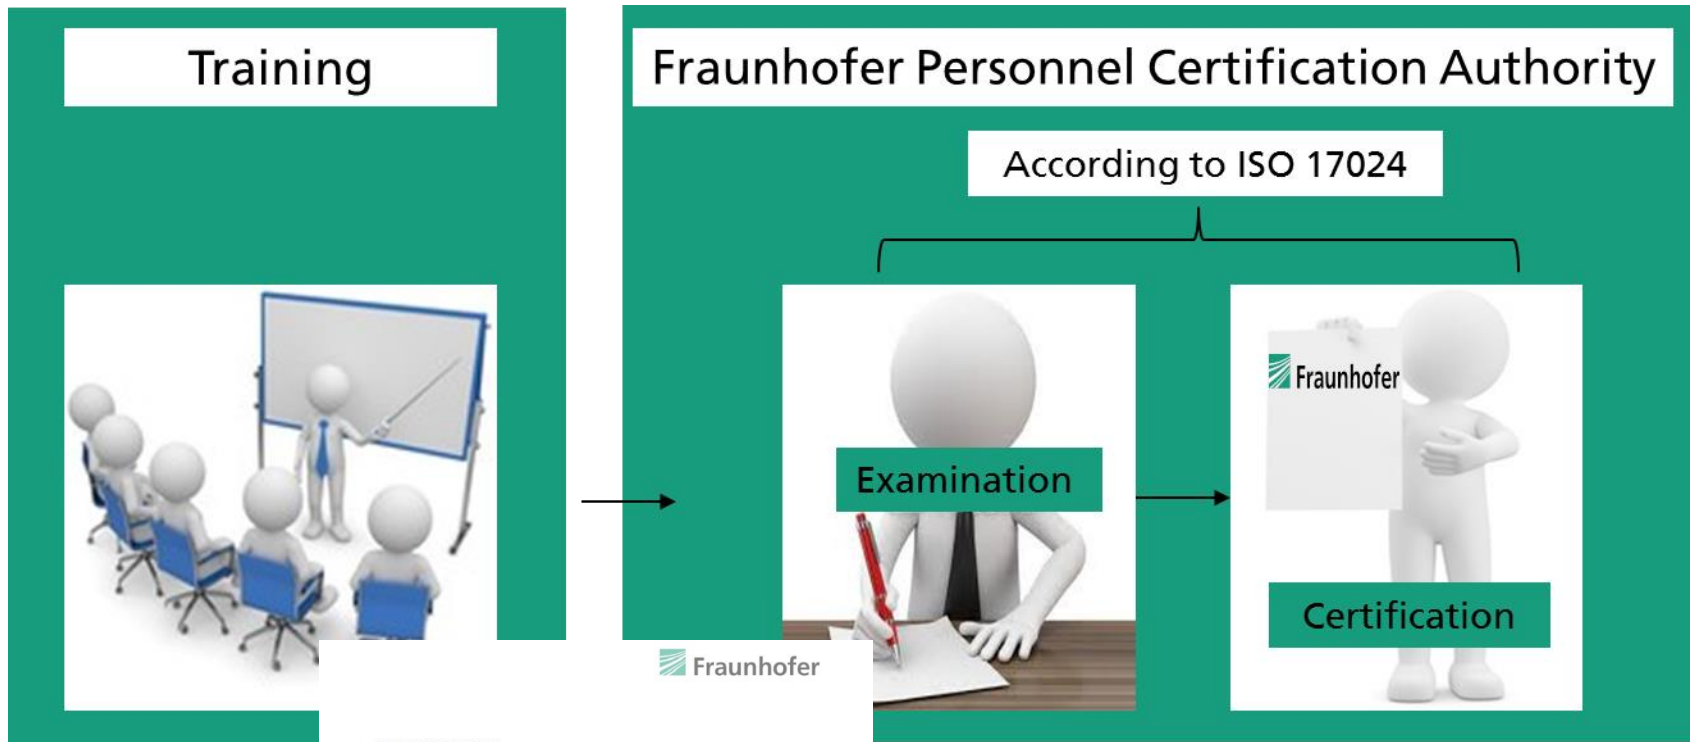 Training
Fraunhofer Personnel Certification Authority
According to ISO 17024
Fraunhofer
Examination
Certification
Fraunhofer